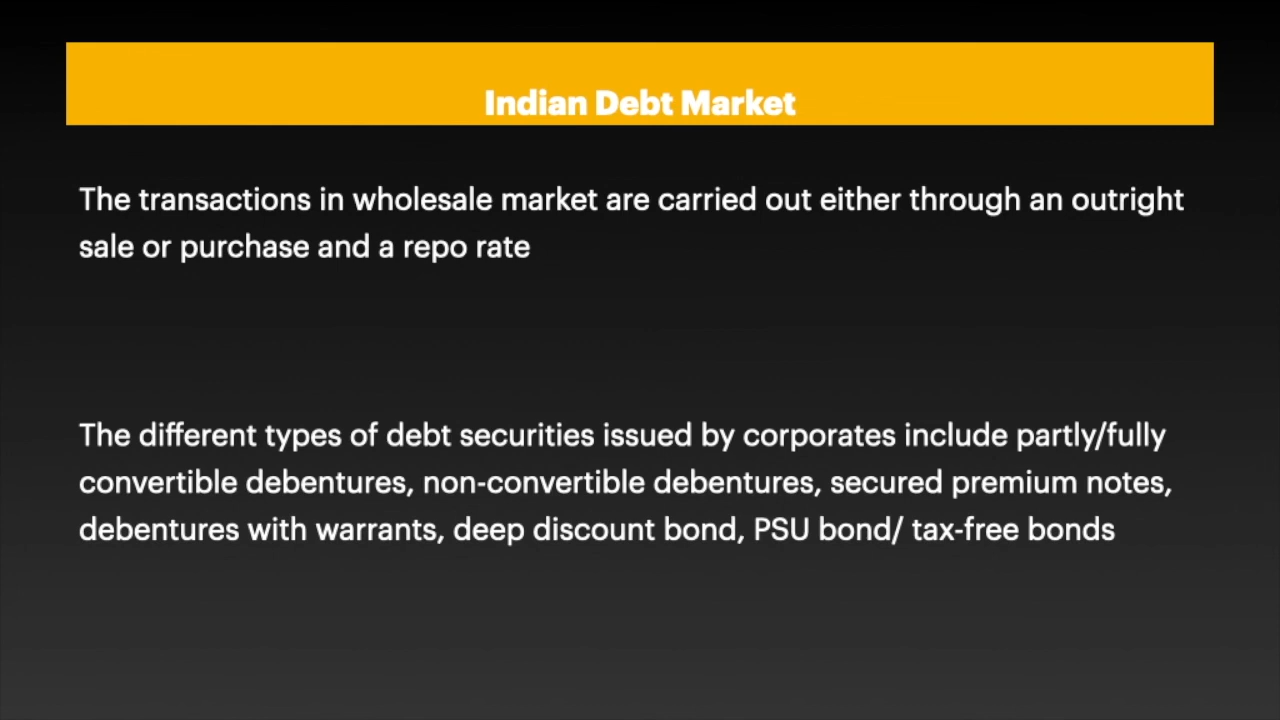 Indian Debt Market
The transactions in wholesale market are carried out either through an outright
sale or purchase and a repo rate
The different types of debt securities issued by corporates include partly/fully
convertible debentures, non-convertible debentures, secured premium notes,
debentures with warrants, deep discount bond, PSU bond/ tax-free bonds